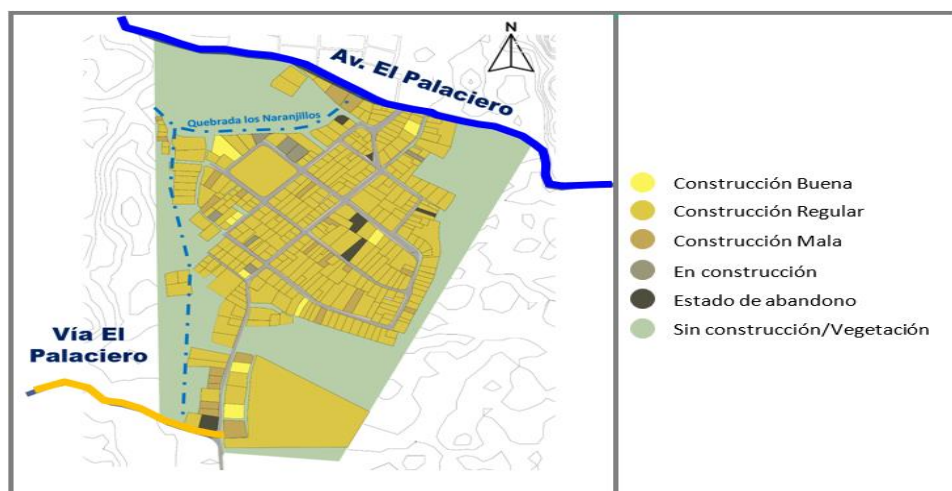 N
Av. El Palaciero
Quebrada los Naranjillos
Vía El
Palaciero
Construcción Buena
Construcción Regular
Construcción Mala
En construcción
Estado de abandono
Sin construcción/Vegetación